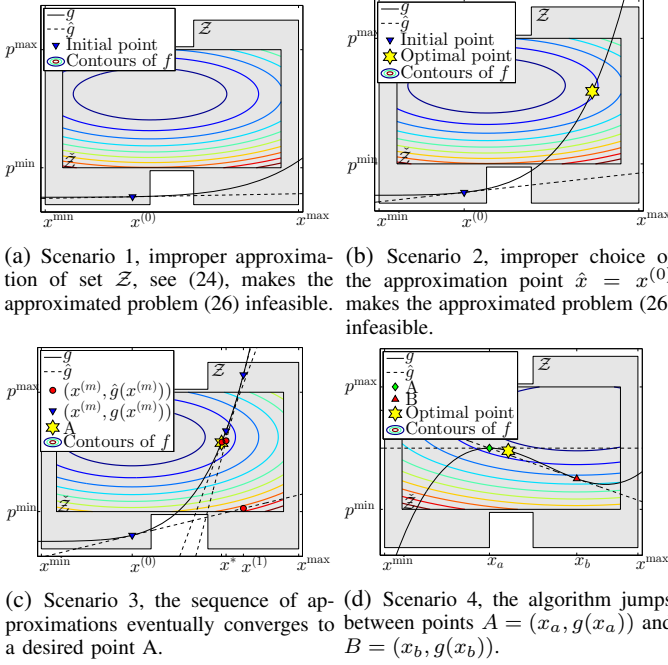 g
ĝ
Initial point
Contours of f
Z
Ž
p^max
p^min
x^min
x^(0)
x^max
(a) Scenario 1, improper approxima-
tion of set Z, see (24), makes the
approximated problem (26) infeasible.
g
ĝ
Initial point
Optimal point
Contours of f
Z
Ž
p^max
p^min
x^min
x^(0)
x^max
(b) Scenario 2, improper choice o
the approximation point x̂ = x^(0)
makes the approximated problem (26
infeasible.
g
ĝ
(x^(m), ĝ(x^(m)))
(x^(m), g(x^(m)))
A
Contours of f
Z
Ž
p^max
p^min
x^min
x^(0)
x^* x^(1)
x^max
(c) Scenario 3, the sequence of ap-
proximations eventually converges to
a desired point A.
g
ĝ
A
B
Optimal point
Contours of f
Z
Ž
p^max
p^min
x^min
x_a
x_b
x^max
(d) Scenario 4, the algorithm jumps
between points A = (x_a, g(x_a)) and
B = (x_b, g(x_b)).